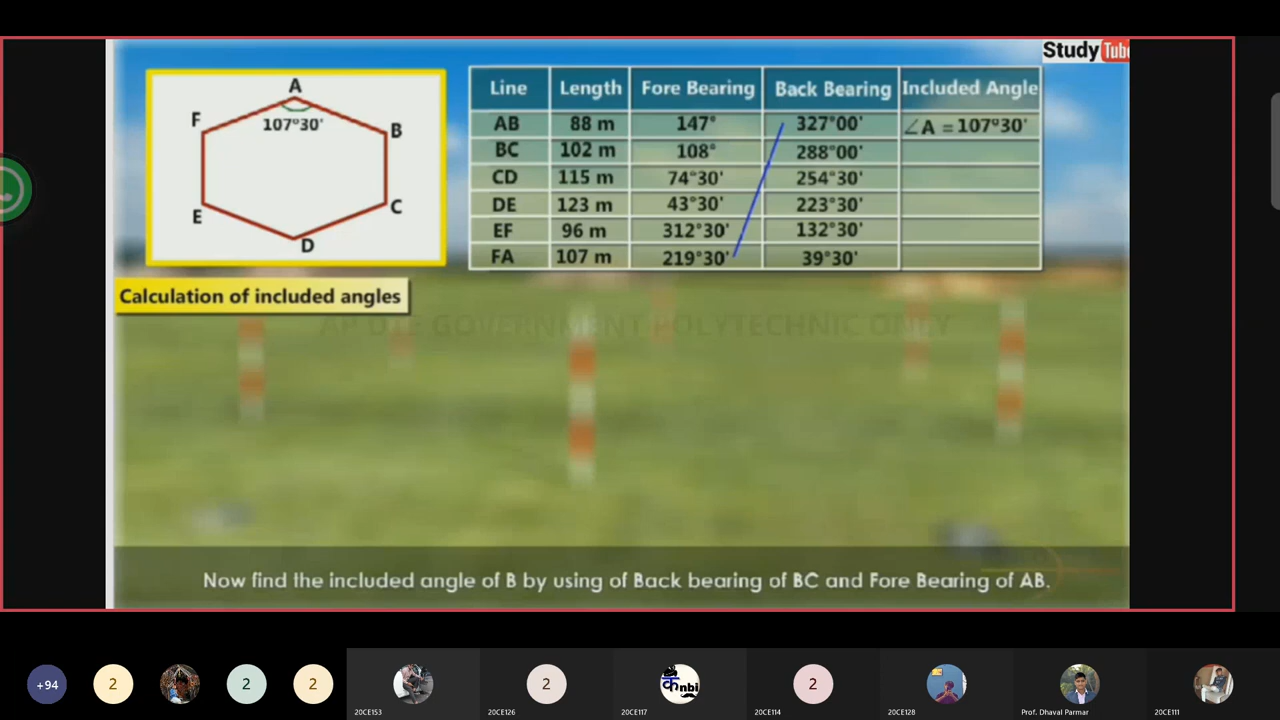 Study Tube
A
F
107°30'
B
E
C
D
Line Length Fore Bearing Back Bearing Included Angle
AB 88 m 147° 327°00' ∠A = 107°30'
BC 102 m 108° 288°00'
CD 115 m 74°30' 254°30'
DE 123 m 43°30' 223°30'
EF 96 m 312°30' 132°30'
FA 107 m 219°30' 39°30'
Calculation of included angles
GOVERNMENT POLYTECHNIC ONLY
Now find the included angle of B by using of Back bearing of BC and Fore Bearing of AB.
+94 2 2 2 2 कnbi 2
20CE153 20CE126 20CE117 20CE114 20CE128 Prof. Dhaval Parmar 20CE111